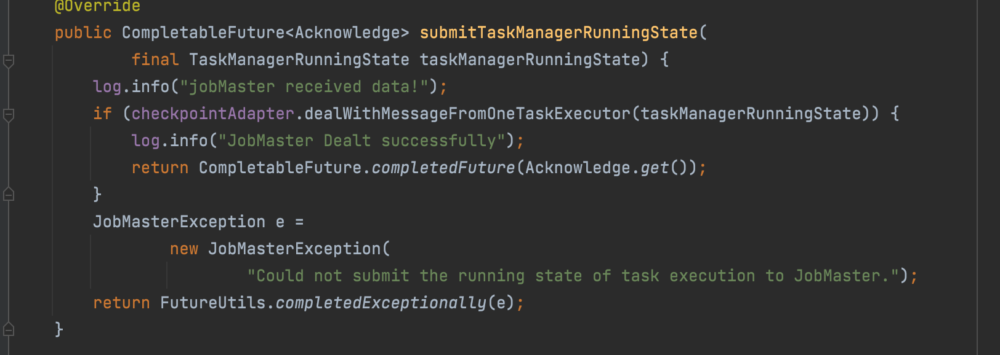 @Override
public CompletableFuture<Acknowledge> submitTaskManagerRunningState(
final TaskManagerRunningState taskManagerRunningState) {
log.info("jobMaster received data!");
if (checkpointAdapter.dealWithMessageFromOneTaskExecutor(taskManagerRunningState)) {
log.info("JobMaster Dealt successfully");
return CompletableFuture.completedFuture(Acknowledge.get());
}
JobMasterException e =
new JobMasterException(
"Could not submit the running state of task execution to JobMaster.");
return FutureUtils.completedExceptionally(e);
}